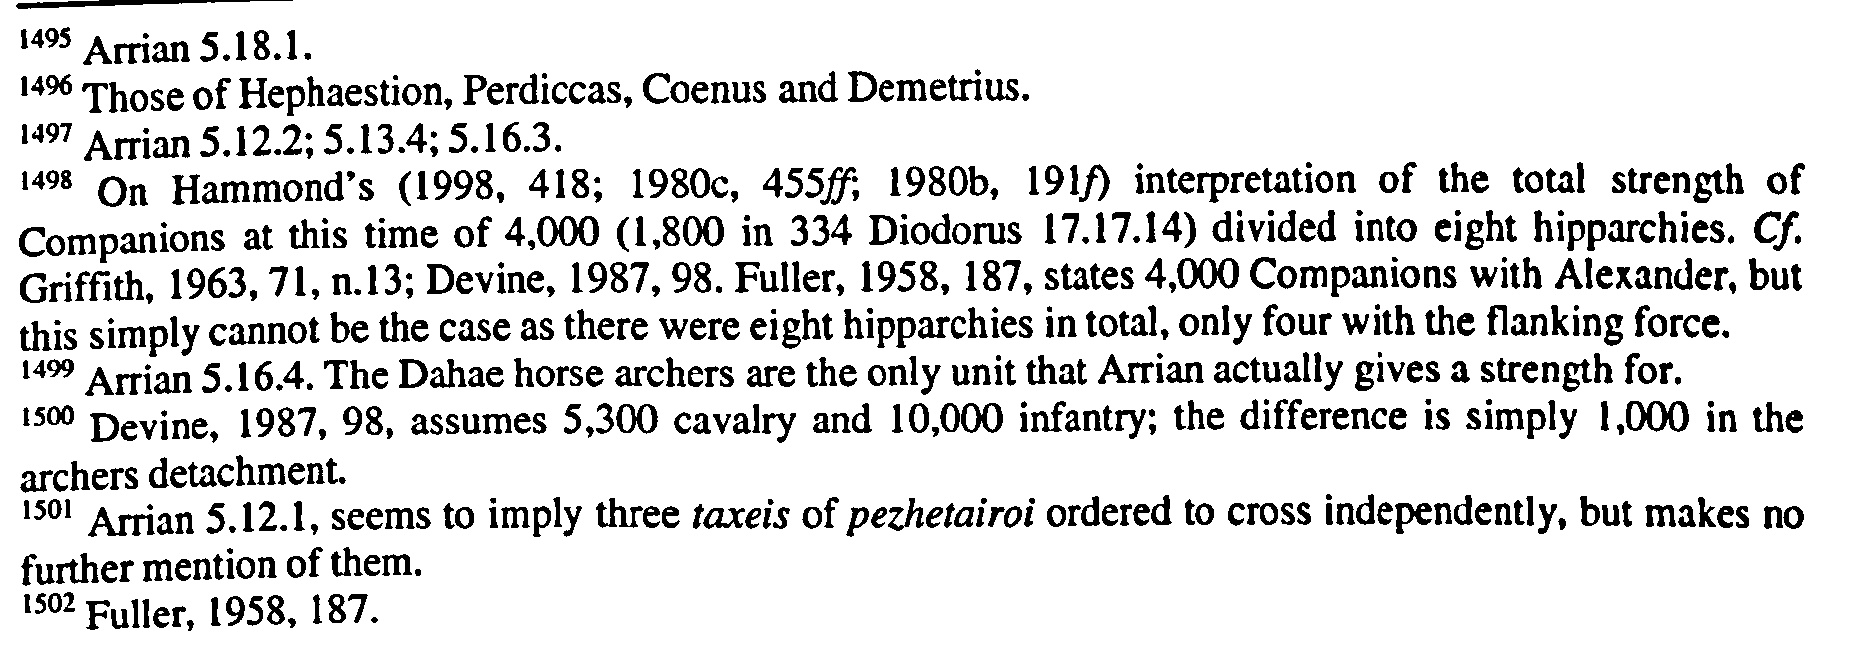 1495 Arrian 5.18.1.
1496 Those of Hephaestion, Perdiccas, Coenus and Demetrius.
1497 Arrian 5.12.2; 5.13.4; 5.16.3.
1498 On Hammond's (1998, 418; 1980c, 455ff; 1980b, 191f) interpretation of the total strength of
Companions at this time of 4,000 (1,800 in 334 Diodorus 17.17.14) divided into eight hipparchies. Cf.
Griffith, 1963, 71, n.13; Devine, 1987, 98. Fuller, 1958, 187, states 4,000 Companions with Alexander, but
this simply cannot be the case as there were eight hipparchies in total, only four with the flanking force.
1499 Arrian 5.16.4. The Dahae horse archers are the only unit that Arrian actually gives a strength for.
1500 Devine, 1987, 98, assumes 5,300 cavalry and 10,000 infantry; the difference is simply 1,000 in the
archers detachment.
1501 Arrian 5.12.1, seems to imply three taxeis of pezhetairoi ordered to cross independently, but makes no
further mention of them.
1502 Fuller, 1958, 187.